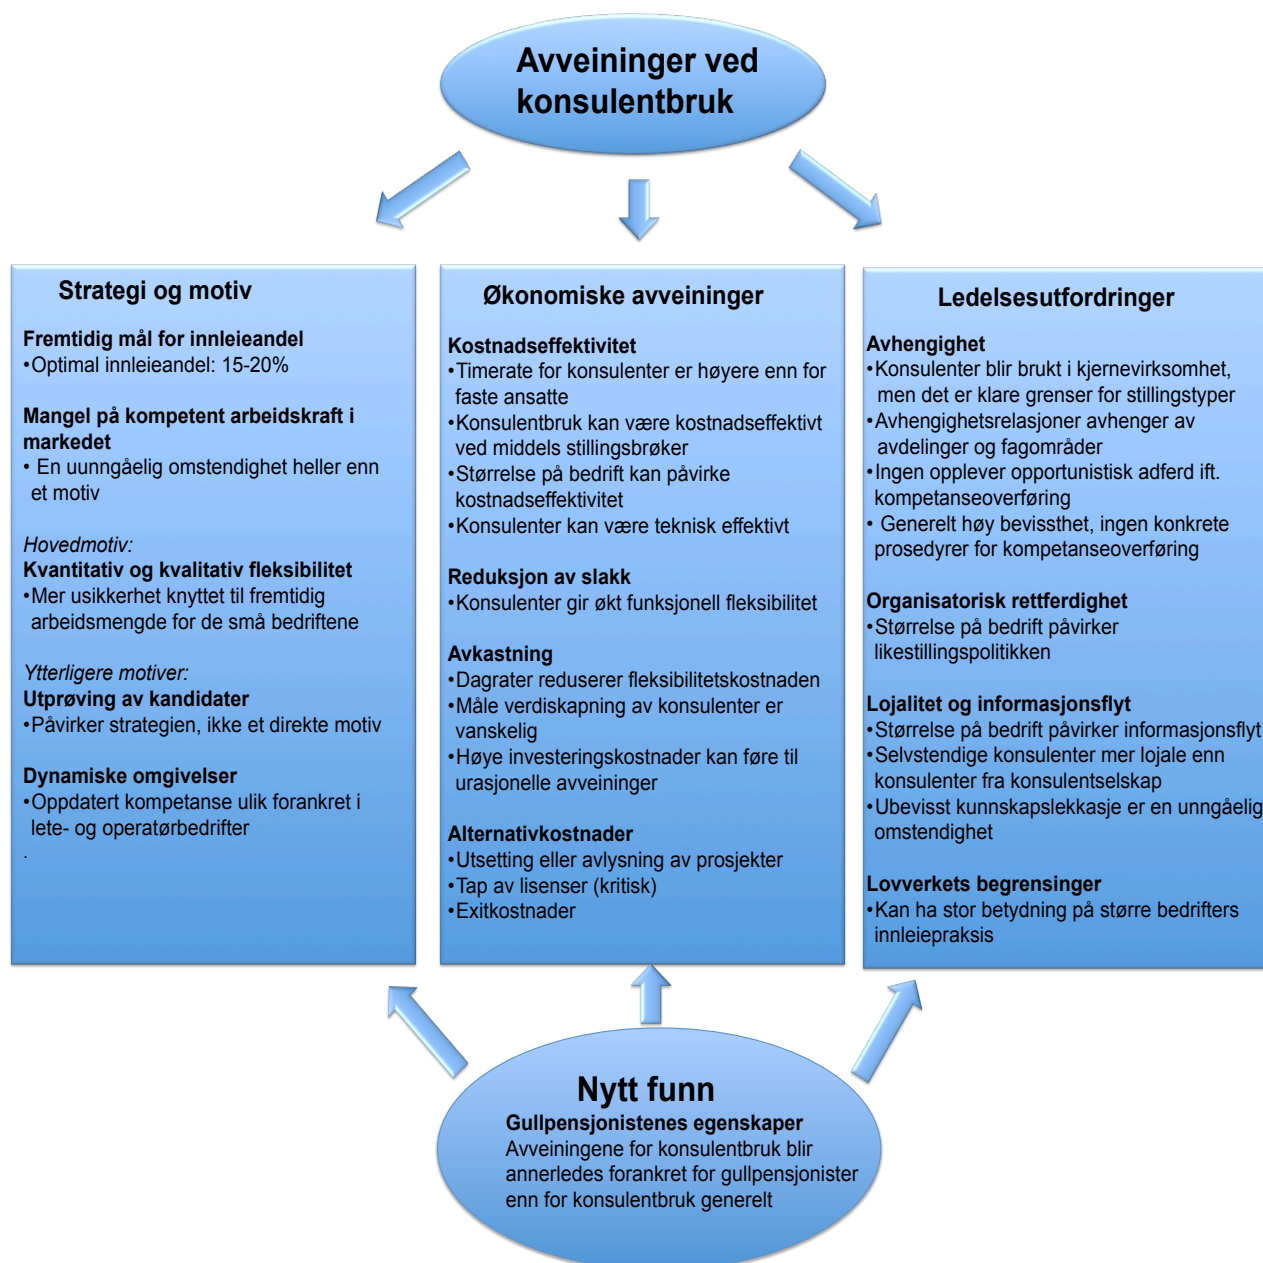 Avveininger ved
konsulentbruk
Strategi og motiv
Fremtidig mål for innleieandel
•Optimal innleieandel: 15-20%
Mangel på kompetent arbeidskraft i
markedet
• En uunngåelig omstendighet heller enn
et motiv
Hovedmotiv:
Kvantitativ og kvalitativ fleksibilitet
•Mer usikkerhet knyttet til fremtidig
arbeidsmengde for de små bedriftene
Ytterligere motiver:
Utprøving av kandidater
•Påvirker strategien, ikke et direkte motiv
Dynamiske omgivelser
•Oppdatert kompetanse ulik forankret i
lete- og operatørbedrifter
.
Økonomiske avveininger
Kostnadseffektivitet
•Timerate for konsulenter er høyere enn for
faste ansatte
•Konsulentbruk kan være kostnadseffektivt
ved middels stillingsbrøker
•Størrelse på bedrift kan påvirke
kostnadseffektivitet
•Konsulenter kan være teknisk effektivt
Reduksjon av slakk
•Konsulenter gir økt funksjonell fleksibilitet
Avkastning
•Dagrater reduserer fleksibilitetskostnaden
•Måle verdiskapning av konsulenter er
vanskelig
•Høye investeringskostnader kan føre til
urasjonelle avveininger
Alternativkostnader
•Utsetting eller avlysning av prosjekter
•Tap av lisenser (kritisk)
•Exitkostnader
Ledelsesutfordringer
Avhengighet
•Konsulenter blir brukt i kjernevirksomhet,
men det er klare grenser for stillingstyper
•Avhengighetsrelasjoner avhenger av
avdelinger og fagområder
•Ingen opplever opportunistisk adferd ift.
kompetanseoverføring
• Generelt høy bevissthet, ingen konkrete
prosedyrer for kompetanseoverføring
Organisatorisk rettferdighet
•Størrelse på bedrift påvirker
likestillingspolitikken
Lojalitet og informasjonsflyt
•Størrelse på bedrift påvirker informasjonsflyt
•Selvstendige konsulenter mer lojale enn
konsulenter fra konsulentselskap
•Ubevisst kunnskapslekkasje er en unngåelig
omstendighet
Lovverkets begrensinger
•Kan ha stor betydning på større bedrifters
innleiepraksis
Nytt funn
Gullpensjonistenes egenskaper
Avveiningene for konsulentbruk blir
annerledes forankret for gullpensjonister
enn for konsulentbruk generelt